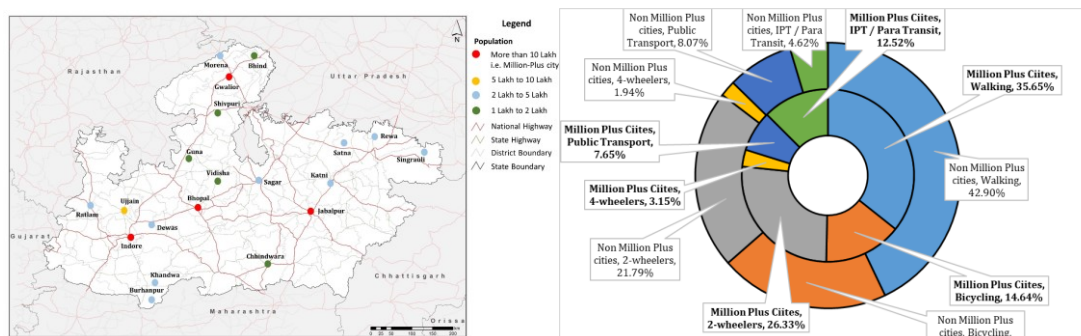 Legend
Population
More than 10 Lakh
i.e. Million-Plus city
5 Lakh to 10 Lakh
2 Lakh to 5 Lakh
1 Lakh to 2 Lakh
National Highway
State Highway
District Boundary
State Boundary
N
Rajasthan
Uttar Pradesh
Gujarat
Maharashtra
Chhattisgarh
Orissa
Morena
Bhind
Gwalior
Shivpuri
Guna
Vidisha
Sagar
Satna
Rewa
Singrauli
Katni
Ujjain
Ratlam
Dewas
Bhopal
Jabalpur
Indore
Chhindwara
Khandwa
Burhanpur
Non Million Plus
cities, Public
Transport, 8.07%
Non Million Plus
cities, IPT / Para
Transit, 4.62%
Million Plus Ciites,
IPT / Para Transit,
12.52%
Non Million Plus
cities, 4-wheelers,
1.94%
Million Plus Ciites,
Walking, 35.65%
Million Plus Ciites,
Public Transport,
7.65%
Non Million Plus
cities, Walking,
42.90%
Million Plus Ciites,
4-wheelers, 3.15%
Non Million Plus
cities, 2-wheelers,
21.79%
Million Plus Ciites,
Bicycling, 14.64%
Million Plus Ciites,
2-wheelers, 26.33%
Non Million Plus
cities, Bicycling,